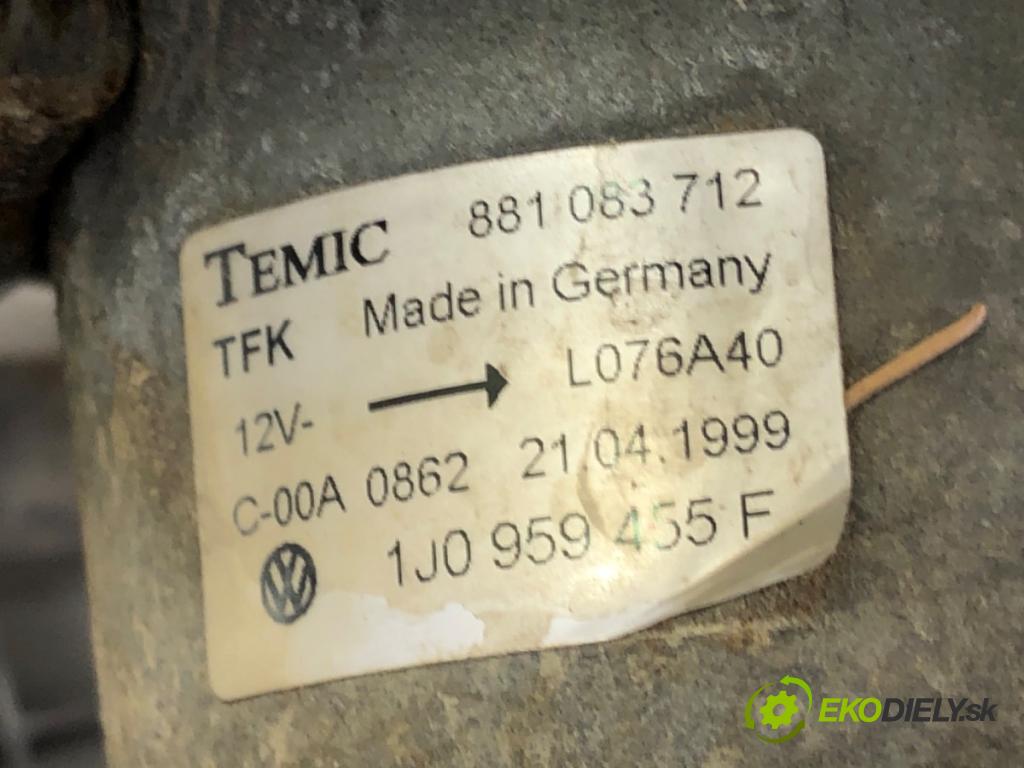 TEMIC 881 083 712
TFK Made in Germany
12V- L076A40
C-00A 0862 21.04.1999
VW 1J0 959 455 F
EKODIELY.sk